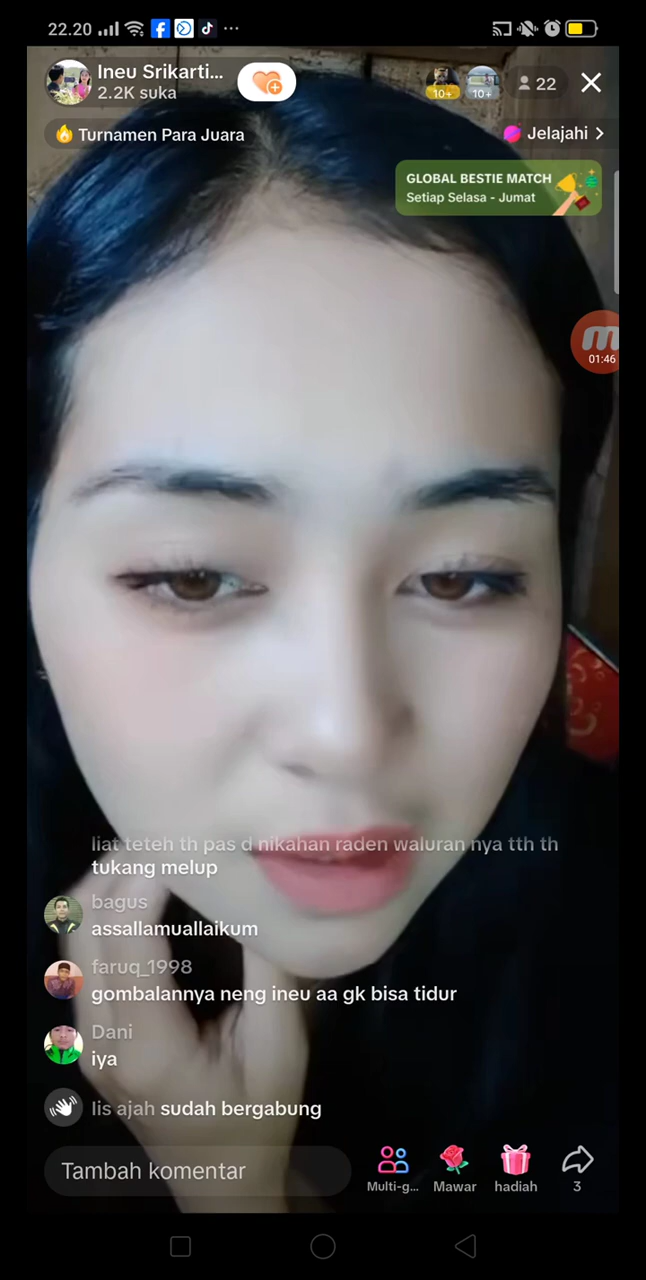 22.20
Ineu Srikarti...
2.2K suka
10+
10+
22
Turnamen Para Juara
Jelajahi >
GLOBAL BESTIE MATCH
Setiap Selasa - Jumat
01:46
liat teteh th pas d nikahan raden waluran nya tth th
tukang melup
bagus
assallamuallaikum
faruq_1998
gombalannya neng ineu aa gk bisa tidur
Dani
iya
lis ajah sudah bergabung
Tambah komentar
Multi-g...
Mawar
hadiah
3